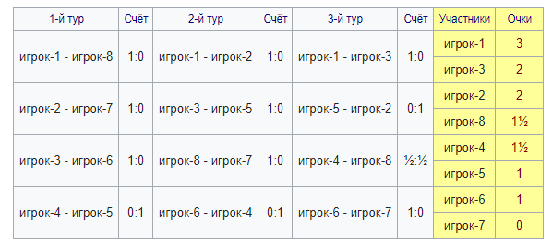 1-й тур Счёт 2-й тур Счёт 3-й тур Счёт Участники Очки
игрок-1 - игрок-8 1:0 игрок-1 - игрок-2 1:0 игрок-1 - игрок-3 1:0 игрок-1 3
игрок-3 2
игрок-2 - игрок-7 1:0 игрок-3 - игрок-5 1:0 игрок-5 - игрок-2 0:1 игрок-2 2
игрок-8 1½
игрок-3 - игрок-6 1:0 игрок-8 - игрок-7 1:0 игрок-4 - игрок-8 ½:½ игрок-4 1½
игрок-5 1
игрок-4 - игрок-5 0:1 игрок-6 - игрок-4 0:1 игрок-6 - игрок-7 1:0 игрок-6 1
игрок-7 0